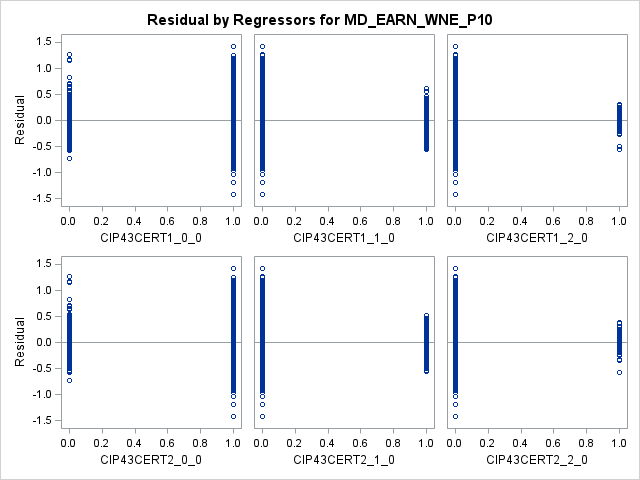 Residual by Regressors for MD_EARN_WNE_P10
1.5
1.0
0.5
0.0
-0.5
-1.0
-1.5
Residual
0.0 0.2 0.4 0.6 0.8 1.0
0.0 0.2 0.4 0.6 0.8 1.0
0.0 0.2 0.4 0.6 0.8 1.0
CIP43CERT1_0_0
CIP43CERT1_1_0
CIP43CERT1_2_0
1.5
1.0
0.5
0.0
-0.5
-1.0
-1.5
Residual
0.0 0.2 0.4 0.6 0.8 1.0
0.0 0.2 0.4 0.6 0.8 1.0
0.0 0.2 0.4 0.6 0.8 1.0
CIP43CERT2_0_0
CIP43CERT2_1_0
CIP43CERT2_2_0